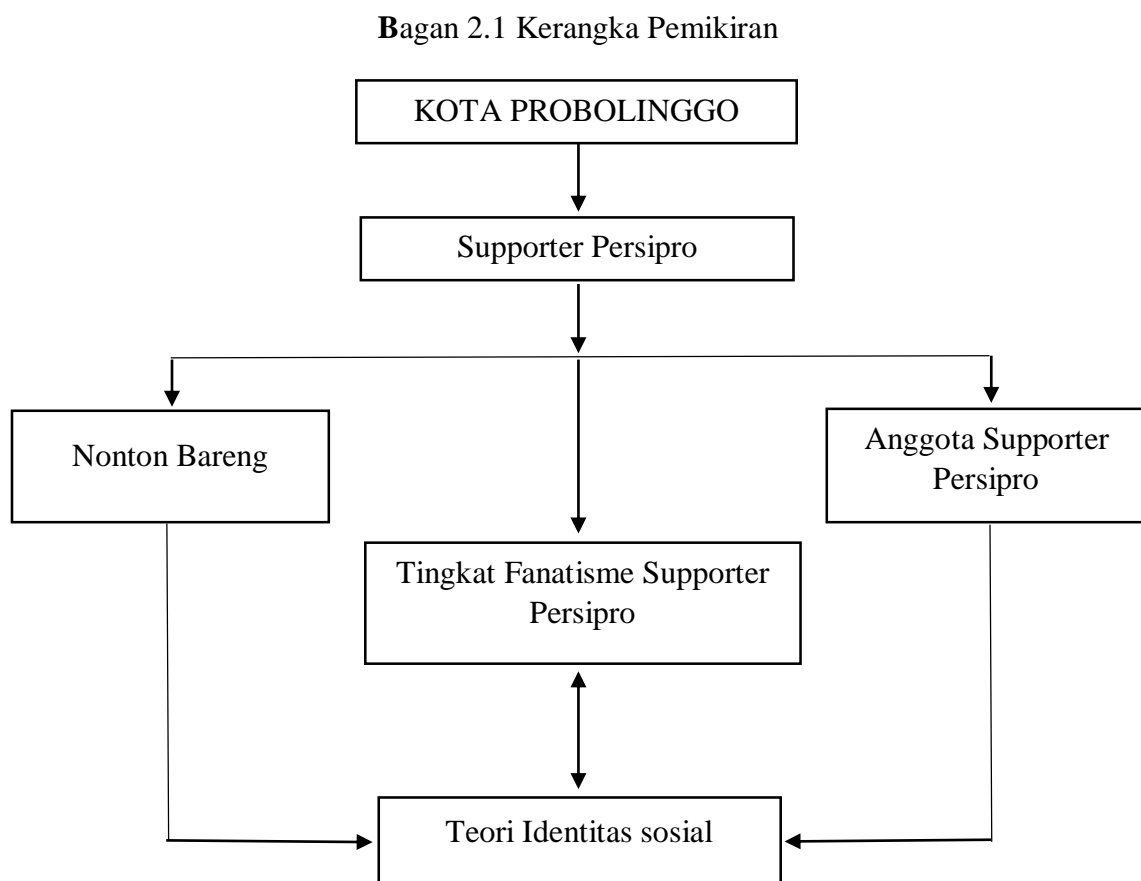 Bagan 2.1 Kerangka Pemikiran
KOTA PROBOLINGGO
Supporter Persipro
Nonton Bareng
Anggota Supporter
Persipro
Tingkat Fanatisme Supporter
Persipro
Teori Identitas sosial